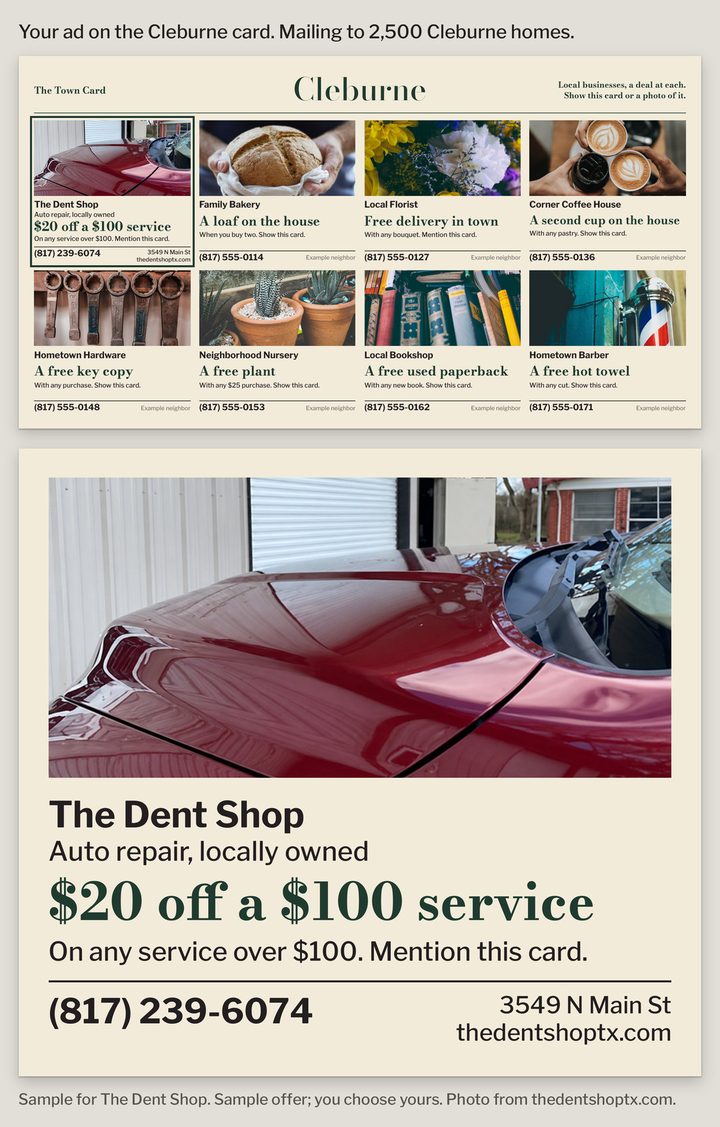 Your ad on the Cleburne card. Mailing to 2,500 Cleburne homes.
The Town Card
Cleburne
Local businesses, a deal at each.
Show this card or a photo of it.
The Dent Shop
Auto repair, locally owned
$20 off a $100 service
On any service over $100. Mention this card.
(817) 239-6074
3549 N Main St
thedentshoptx.com
Family Bakery
A loaf on the house
When you buy two. Show this card.
(817) 555-0114
Example neighbor
Local Florist
Free delivery in town
With any bouquet. Mention this card.
(817) 555-0127
Example neighbor
Corner Coffee House
A second cup on the house
With any pastry. Show this card.
(817) 555-0136
Example neighbor
Hometown Hardware
A free key copy
With any purchase. Show this card.
(817) 555-0148
Example neighbor
Neighborhood Nursery
A free plant
With any $25 purchase. Show this card.
(817) 555-0153
Example neighbor
Local Bookshop
A free used paperback
With any new book. Show this card.
(817) 555-0162
Example neighbor
Hometown Barber
A free hot towel
With any cut. Show this card.
(817) 555-0171
Example neighbor
The Dent Shop
Auto repair, locally owned
$20 off a $100 service
On any service over $100. Mention this card.
(817) 239-6074
3549 N Main St
thedentshoptx.com
Sample for The Dent Shop. Sample offer; you choose yours. Photo from thedentshoptx.com.